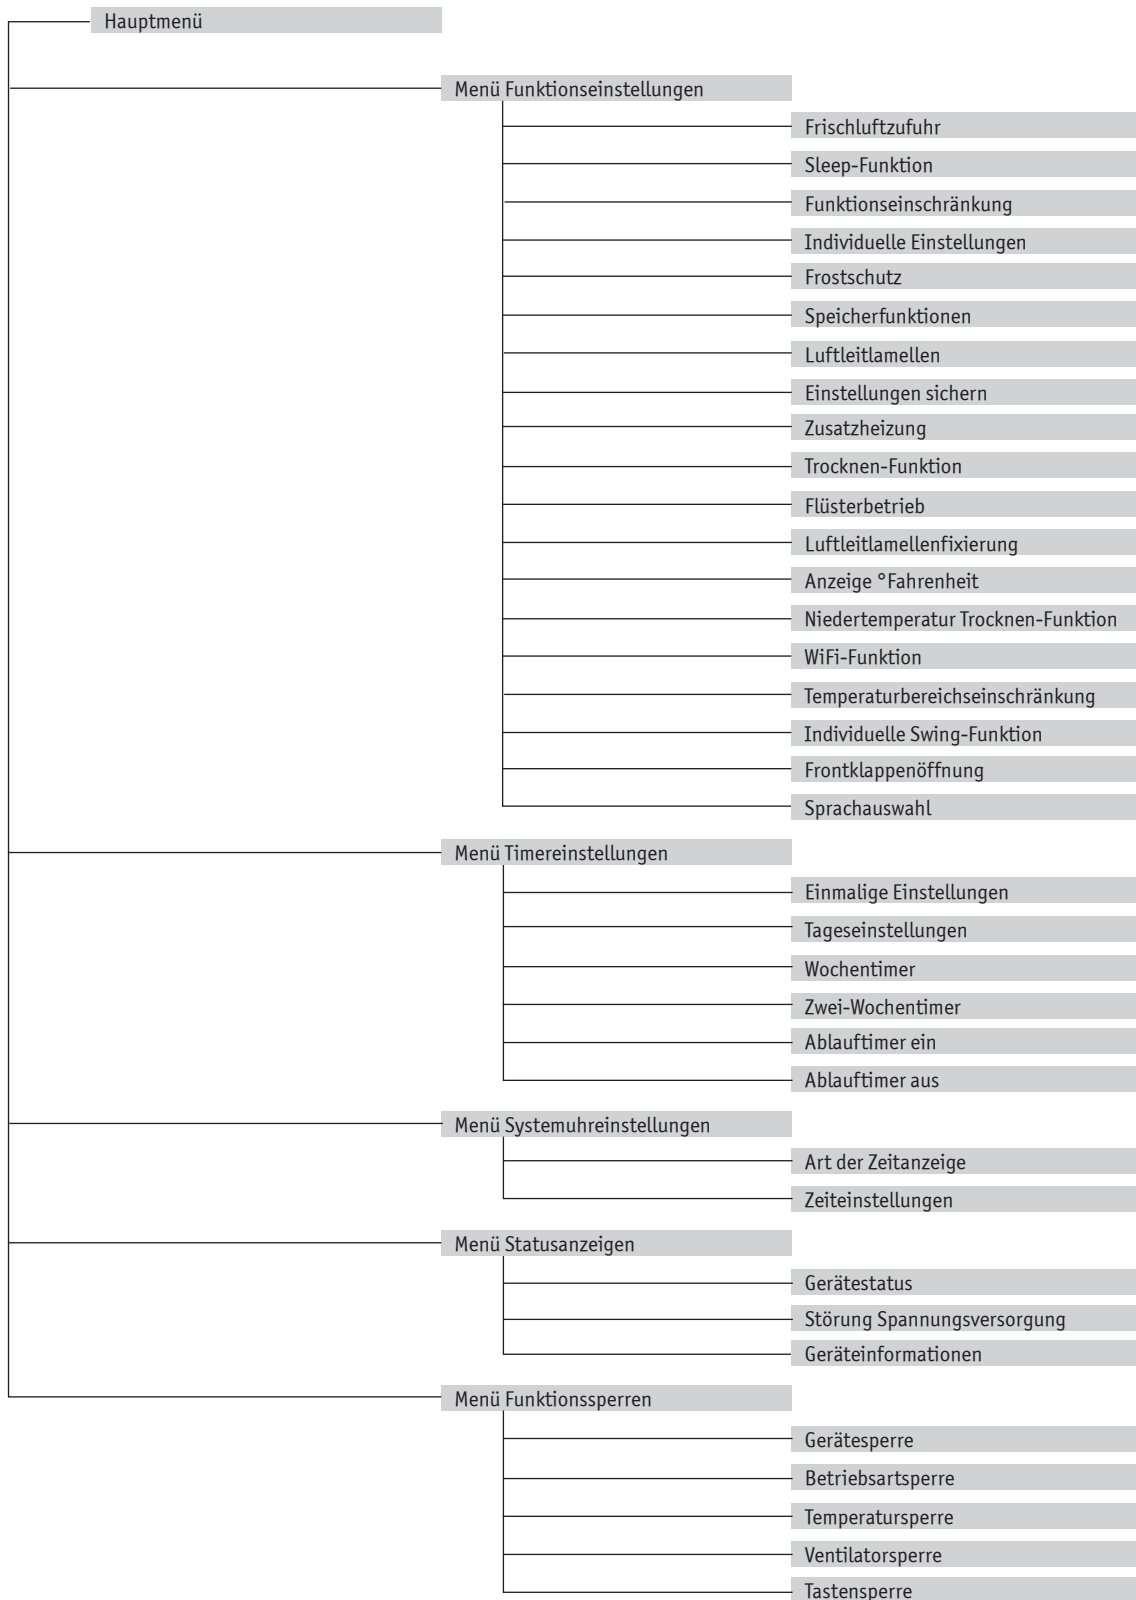 Hauptmenü
Menü Funktionseinstellungen
Frischluftzufuhr
Sleep-Funktion
Funktionseinschränkung
Individuelle Einstellungen
Frostschutz
Speicherfunktionen
Luftleitlamellen
Einstellungen sichern
Zusatzheizung
Trocknen-Funktion
Flüsterbetrieb
Luftleitlamellenfixierung
Anzeige °Fahrenheit
Niedertemperatur Trocknen-Funktion
WiFi-Funktion
Temperaturbereichseinschränkung
Individuelle Swing-Funktion
Frontklappenöffnung
Sprachauswahl
Menü Timereinstellungen
Einmalige Einstellungen
Tageseinstellungen
Wochentimer
Zwei-Wochentimer
Ablauftimer ein
Ablauftimer aus
Menü Systemuhreinstellungen
Art der Zeitanzeige
Zeiteinstellungen
Menü Statusanzeigen
Gerätestatus
Störung Spannungsversorgung
Geräteinformationen
Menü Funktionssperren
Gerätesperre
Betriebsartsperre
Temperatursperre
Ventilatorsperre
Tastensperre